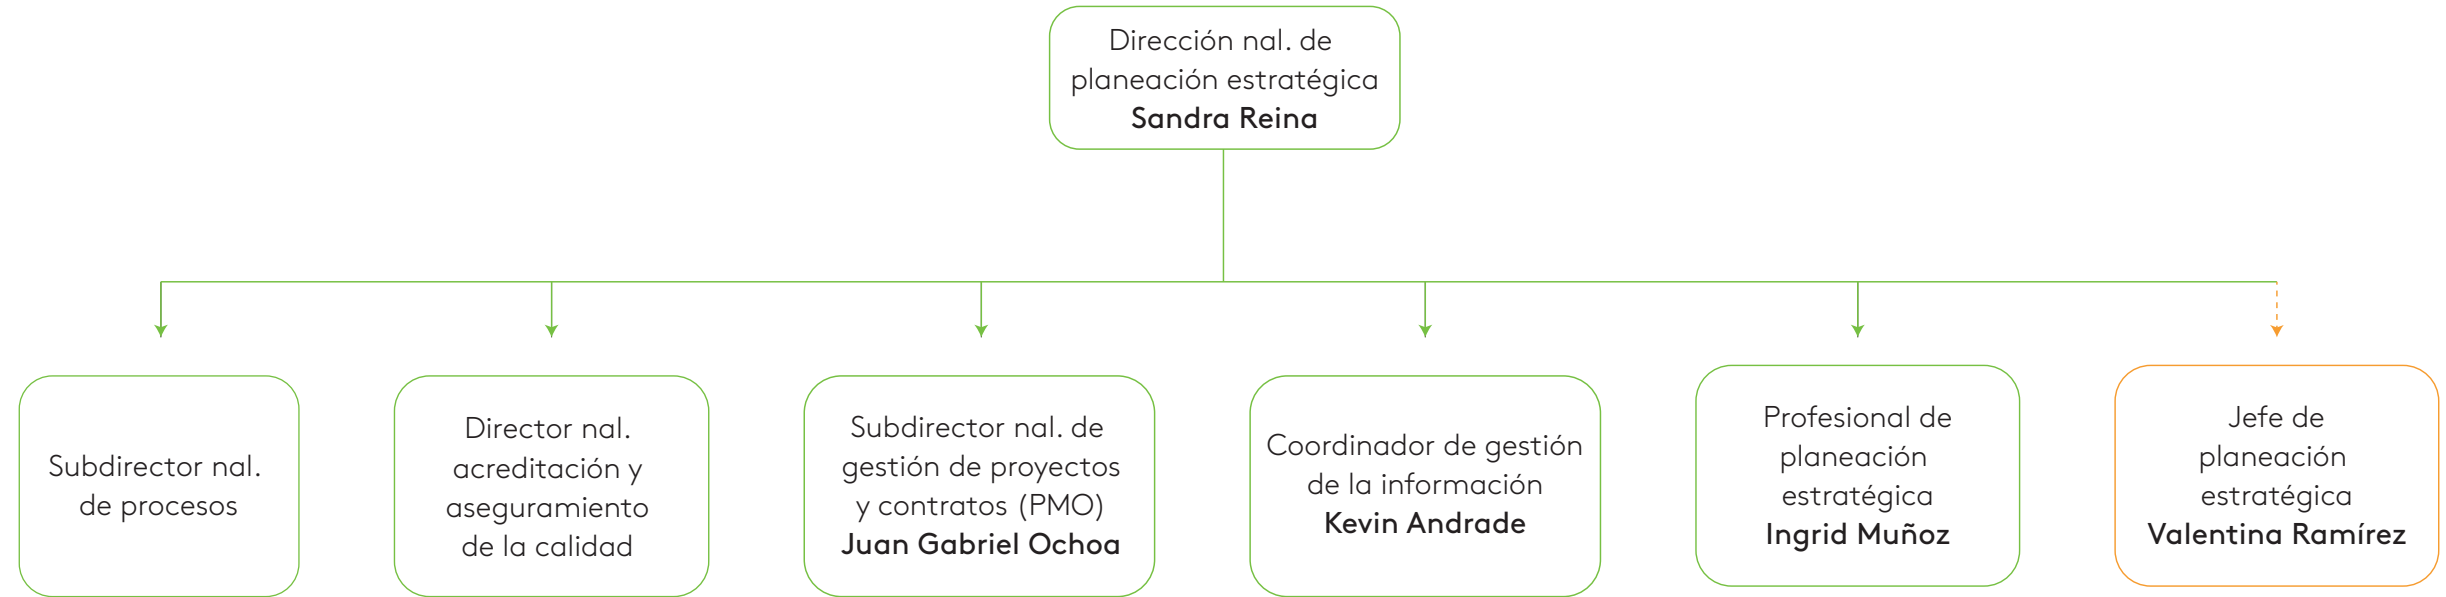 Dirección nal. de
planeación estratégica
Sandra Reina
Subdirector nal.
de procesos
Director nal.
acreditación y
aseguramiento
de la calidad
Subdirector nal. de
gestión de proyectos
y contratos (PMO)
Juan Gabriel Ochoa
Coordinador de gestión
de la información
Kevin Andrade
Profesional de
planeación
estratégica
Ingrid Muñoz
Jefe de
planeación
estratégica
Valentina Ramírez